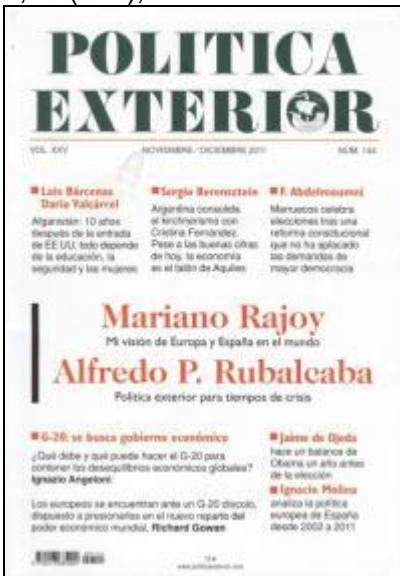 POLITICA
EXTERIOR
VOL. XXV NOVIEMBRE / DICIEMBRE 2011 NÚM. 144
Luis Bárcenas
Darío Valcárcel
Afganistán: 10 años
después de la entrada
de EE UU, todo depende
de la educación, la
seguridad y las mujeres
Sergio Berensztein
Argentina consolida
el kirchnerismo con
Cristina Fernández.
Pese a las buenas cifras
de hoy, la economía
es el talón de Aquiles
F. Abdelmoumni
Marruecos celebra
elecciones tras una
reforma constitucional
que no ha aplacado
las demandas de
mayor democracia
Mariano Rajoy
Mi visión de Europa y España en el mundo
Alfredo P. Rubalcaba
Política exterior para tiempos de crisis
G-20: se busca gobierno económico
¿Qué debe y qué puede hacer el G-20 para
contener los desequilibrios económicos globales?
Ignazio Angeloni
Los europeos se encuentran ante un G-20 díscolo,
dispuesto a presionarlos en el nuevo reparto del
poder económico mundial, Richard Gowan
Jaime de Ojeda
hace un balance de
Obama un año antes
de la elección
Ignacio Molina
analiza la política
europea de España
desde 2002 a 2011
www.politicaexterior.com